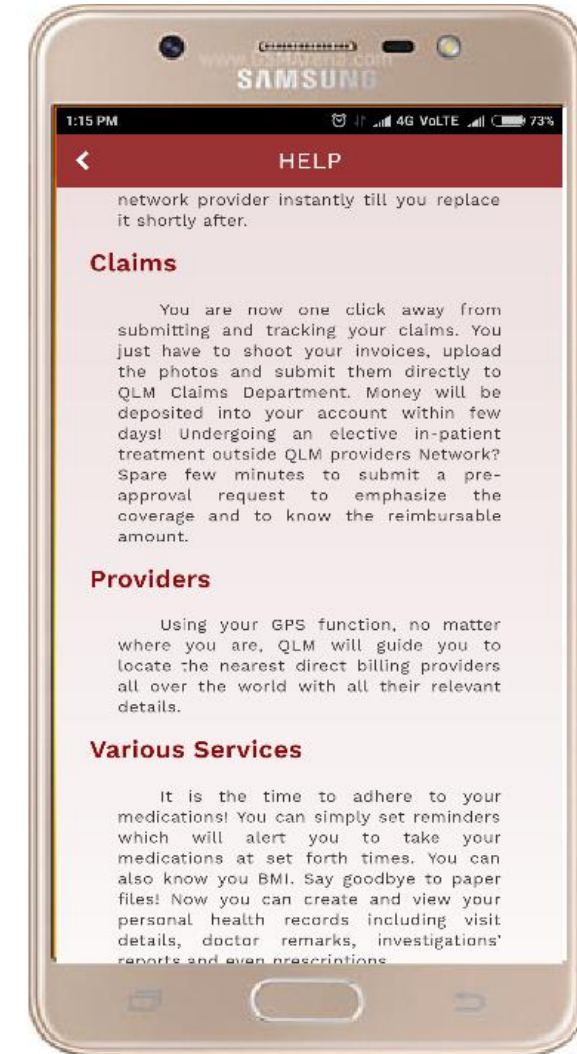 www.GSMArena.com
SAMSUNG
1:15 PM 4G VoLTE 73%
HELP
network provider instantly till you replace
it shortly after.
Claims
You are now one click away from
submitting and tracking your claims. You
just have to shoot your invoices, upload
the photos and submit them directly to
QLM Claims Department. Money will be
deposited into your account within few
days! Undergoing an elective in-patient
treatment outside QLM providers Network?
Spare few minutes to submit a pre-
approval request to emphasize the
coverage and to know the reimbursable
amount.
Providers
Using your GPS function, no matter
where you are, QLM will guide you to
locate the nearest direct billing providers
all over the world with all their relevant
details.
Various Services
It is the time to adhere to your
medications! You can simply set reminders
which will alert you to take your
medications at set forth times. You can
also know you BMI. Say goodbye to paper
files! Now you can create and view your
personal health records including visit
details, doctor remarks, investigations'
reports and even prescriptions